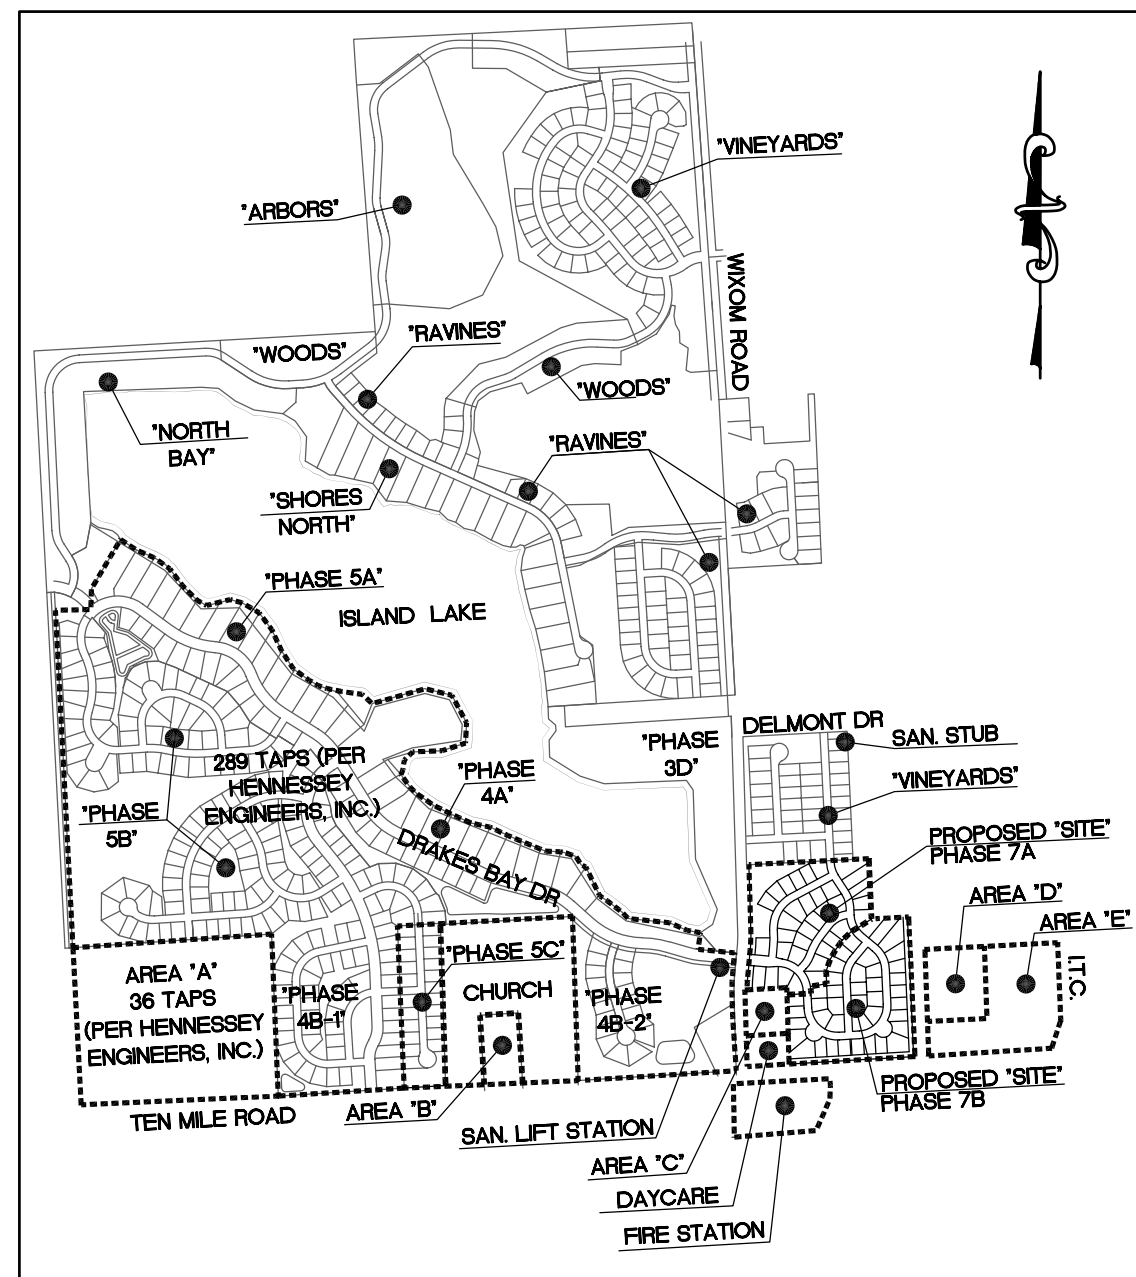 "VINEYARDS"
"ARBORS"
WIXOM ROAD
"RAVINES"
"WOODS"
"WOODS"
"NORTH
BAY"
"RAVINES"
"SHORES
NORTH"
"PHASE 5A"
ISLAND LAKE
DELMONT DR
SAN. STUB
"PHASE
3D"
289 TAPS (PER
HENNESSEY
ENGINEERS, INC.)
"PHASE
4A"
"VINEYARDS"
"PHASE
5B"
DRAKES BAY DR.
PROPOSED "SITE"
PHASE 7A
AREA "D"
AREA "E"
"PHASE 5C"
I.T.C.
AREA "A"
36 TAPS
(PER HENNESSEY
ENGINEERS, INC.)
"PHASE
4B-1"
CHURCH
"PHASE
4B-2"
PROPOSED "SITE"
PHASE 7B
TEN MILE ROAD
AREA "B"
SAN. LIFT STATION
AREA "C"
DAYCARE
FIRE STATION